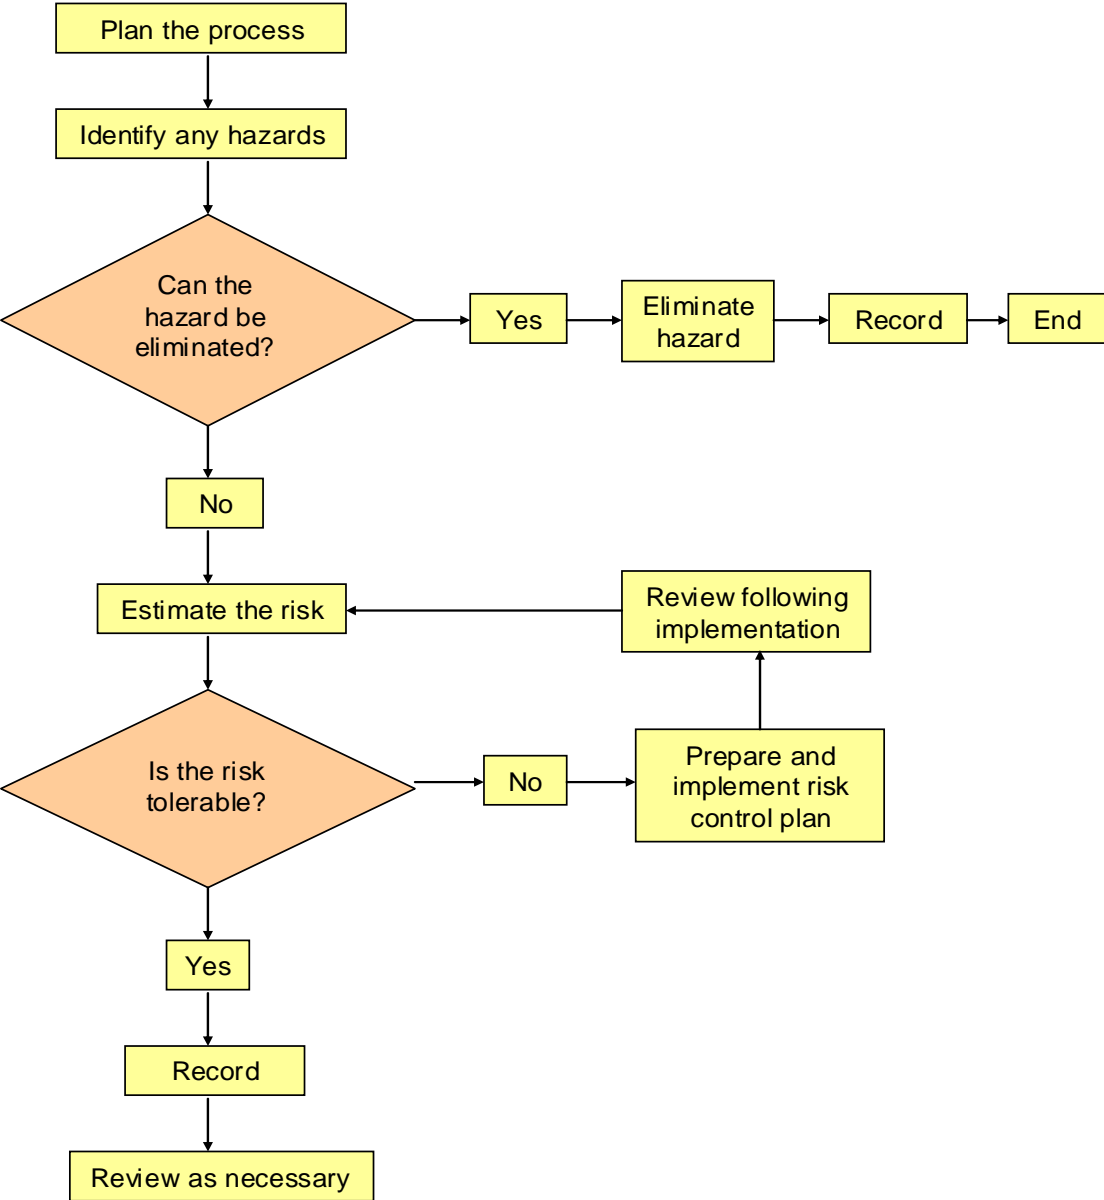 Plan the process
Identify any hazards
Can the
hazard be
eliminated?
Yes
Eliminate
hazard
Record
End
No
Estimate the risk
Review following
implementation
Is the risk
tolerable?
No
Prepare and
implement risk
control plan
Yes
Record
Review as necessary